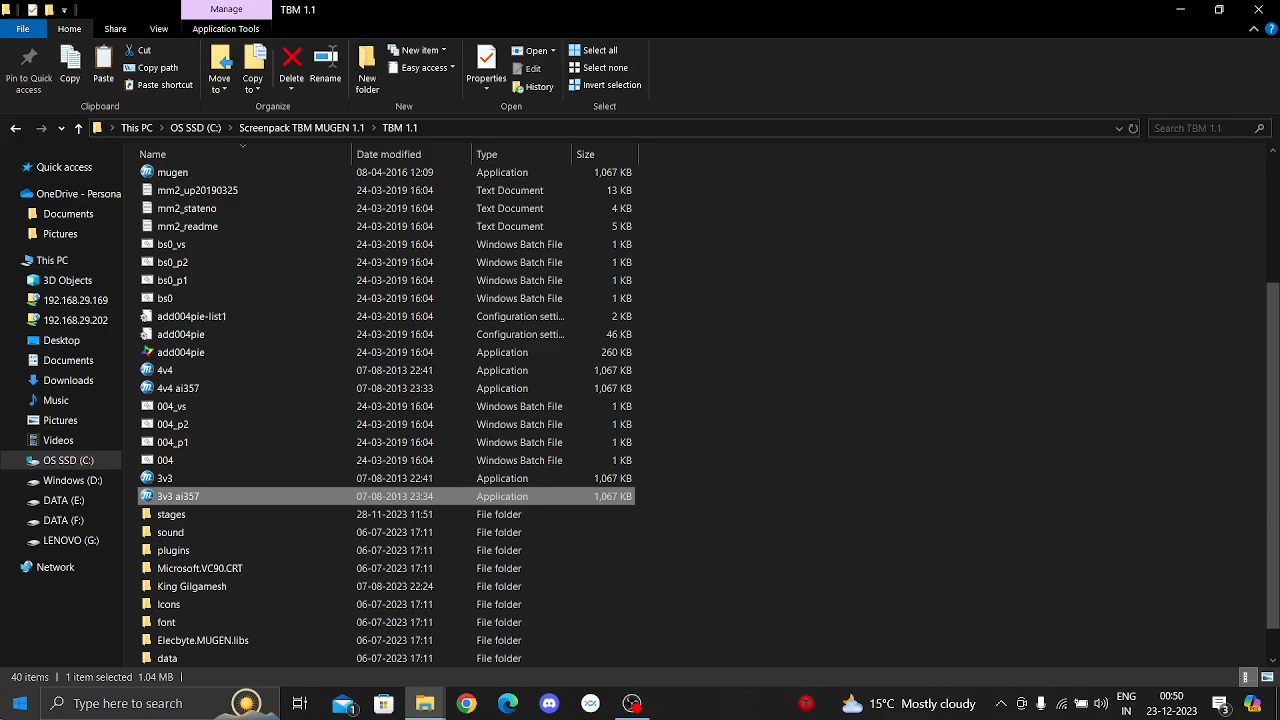 Manage
TBM 1.1
File
Home
Share
View
Application Tools
Pin to Quick access
Copy
Paste
Cut
Copy path
Paste shortcut
Clipboard
Move to
Copy to
Delete
Rename
Organize
New folder
New item
Easy access
New
Properties
Open
Edit
History
Open
Select all
Select none
Invert selection
Select
This PC > OS SSD (C:) > Screenpack TBM MUGEN 1.1 > TBM 1.1
Search TBM 1.1
Quick access
OneDrive - Persona
Documents
Pictures
This PC
3D Objects
192.168.29.169
192.168.29.202
Desktop
Documents
Downloads
Music
Pictures
Videos
OS SSD (C:)
Windows (D:)
DATA (E:)
DATA (F:)
LENOVO (G:)
Network
Name Date modified Type Size
mugen 08-04-2016 12:09 Application 1,067 KB
mm2_up20190325 24-03-2019 16:04 Text Document 13 KB
mm2_stateno 24-03-2019 16:04 Text Document 4 KB
mm2_readme 24-03-2019 16:04 Text Document 5 KB
bs0_vs 24-03-2019 16:04 Windows Batch File 1 KB
bs0_p2 24-03-2019 16:04 Windows Batch File 1 KB
bs0_p1 24-03-2019 16:04 Windows Batch File 1 KB
bs0 24-03-2019 16:04 Windows Batch File 1 KB
add004pie-list1 24-03-2019 16:04 Configuration setti... 2 KB
add004pie 24-03-2019 16:04 Configuration setti... 46 KB
add004pie 24-03-2019 16:04 Application 260 KB
4v4 07-08-2013 22:41 Application 1,067 KB
4v4 ai357 07-08-2013 23:33 Application 1,067 KB
004_vs 24-03-2019 16:04 Windows Batch File 1 KB
004_p2 24-03-2019 16:04 Windows Batch File 1 KB
004_p1 24-03-2019 16:04 Windows Batch File 1 KB
004 24-03-2019 16:04 Windows Batch File 1 KB
3v3 07-08-2013 22:41 Application 1,067 KB
3v3 ai357 07-08-2013 23:34 Application 1,067 KB
stages 28-11-2023 11:51 File folder
sound 06-07-2023 17:11 File folder
plugins 06-07-2023 17:11 File folder
Microsoft.VC90.CRT 06-07-2023 17:11 File folder
King Gilgamesh 07-08-2023 22:24 File folder
Icons 06-07-2023 17:11 File folder
font 06-07-2023 17:11 File folder
Elecbyte.MUGEN.libs 06-07-2023 17:11 File folder
data 06-07-2023 17:11 File folder
40 items 1 item selected 1.04 MB
Type here to search
15°C Mostly cloudy
ENG
IN
00:50
23-12-2023